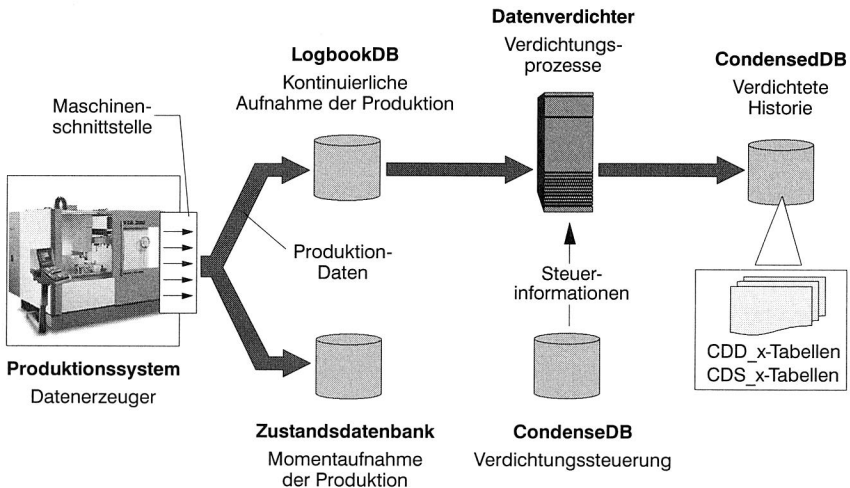 Datenverdichter
Verdichtungs-
prozesse
LogbookDB
Kontinuierliche
Aufnahme der Produktion
CondensedDB
Verdichtete
Historie
Maschinen-
schnittstelle
Produktion-
Daten
Steuer-
informationen
CDD_x-Tabellen
CDS_x-Tabellen
Produktionssystem
Datenerzeuger
Zustandsdatenbank
Momentaufnahme
der Produktion
CondenseDB
Verdichtungssteuerung